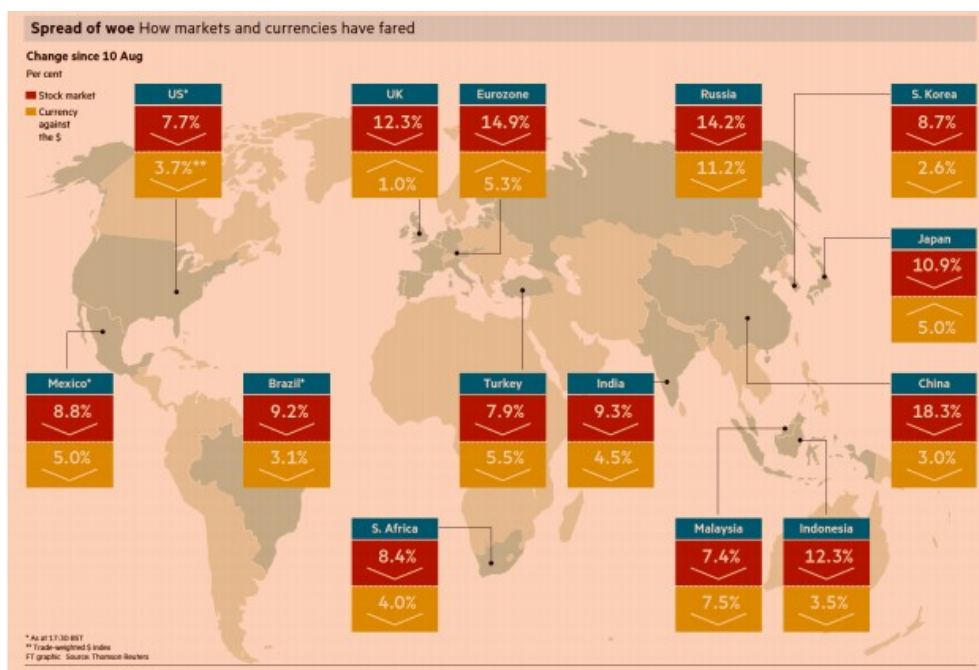 Spread of woe How markets and currencies have fared
Change since 10 Aug
Per cent
Stock market
Currency
against
the $
US*
7.7%
3.7%**
UK
12.3%
1.0%
Eurozone
14.9%
5.3%
Russia
14.2%
11.2%
S. Korea
8.7%
2.6%
Japan
10.9%
5.0%
Mexico*
8.8%
5.0%
Brazil*
9.2%
3.1%
Turkey
7.9%
5.5%
India
9.3%
4.5%
China
18.3%
3.0%
S. Africa
8.4%
4.0%
Malaysia
7.4%
7.5%
Indonesia
12.3%
3.5%
* As at 17:30 BST
** Trade-weighted $ index
FT graphic Source: Thomson Reuters